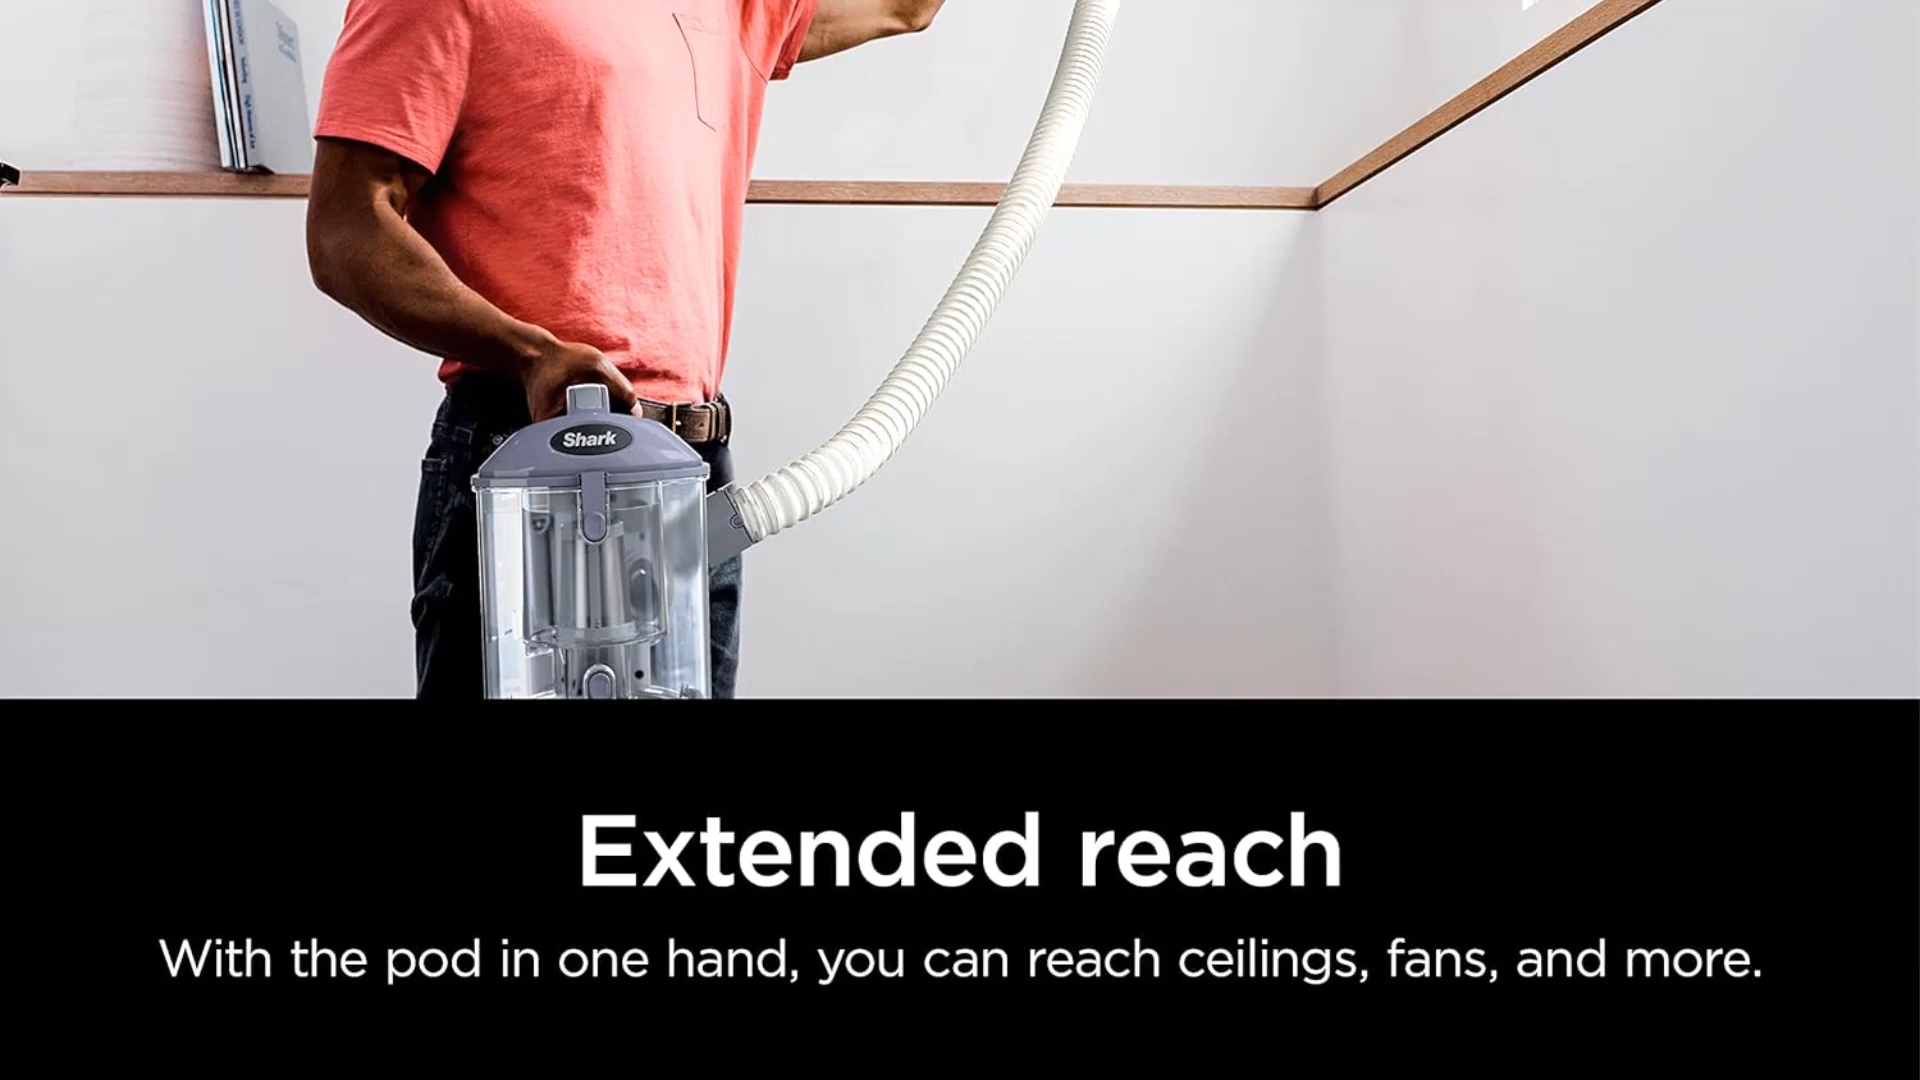 Shark
Extended reach
With the pod in one hand, you can reach ceilings, fans, and more.